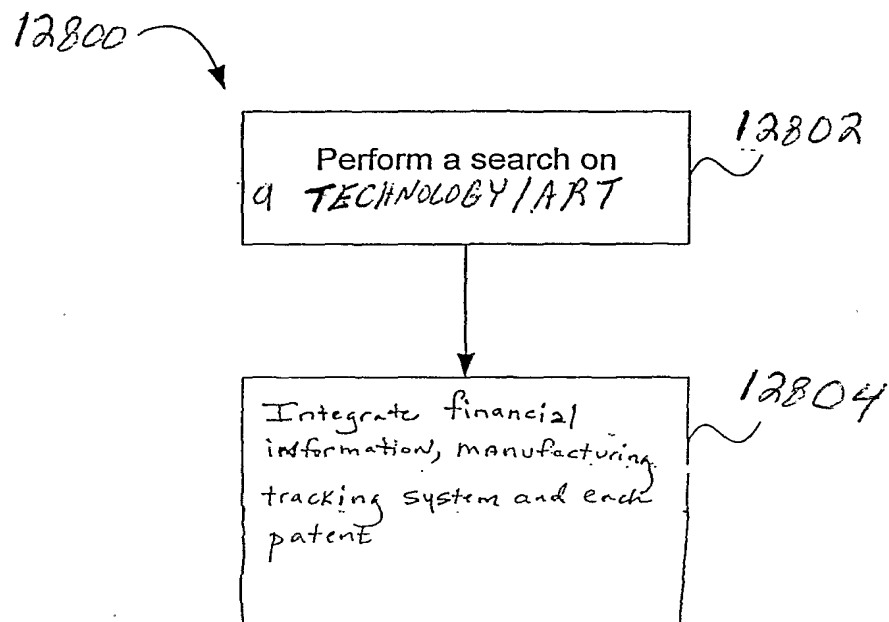 12800
12802
Perform a search on
a TECHNOLOGY/ART
12804
Integrate financial
information, manufacturing
tracking system and each
patent